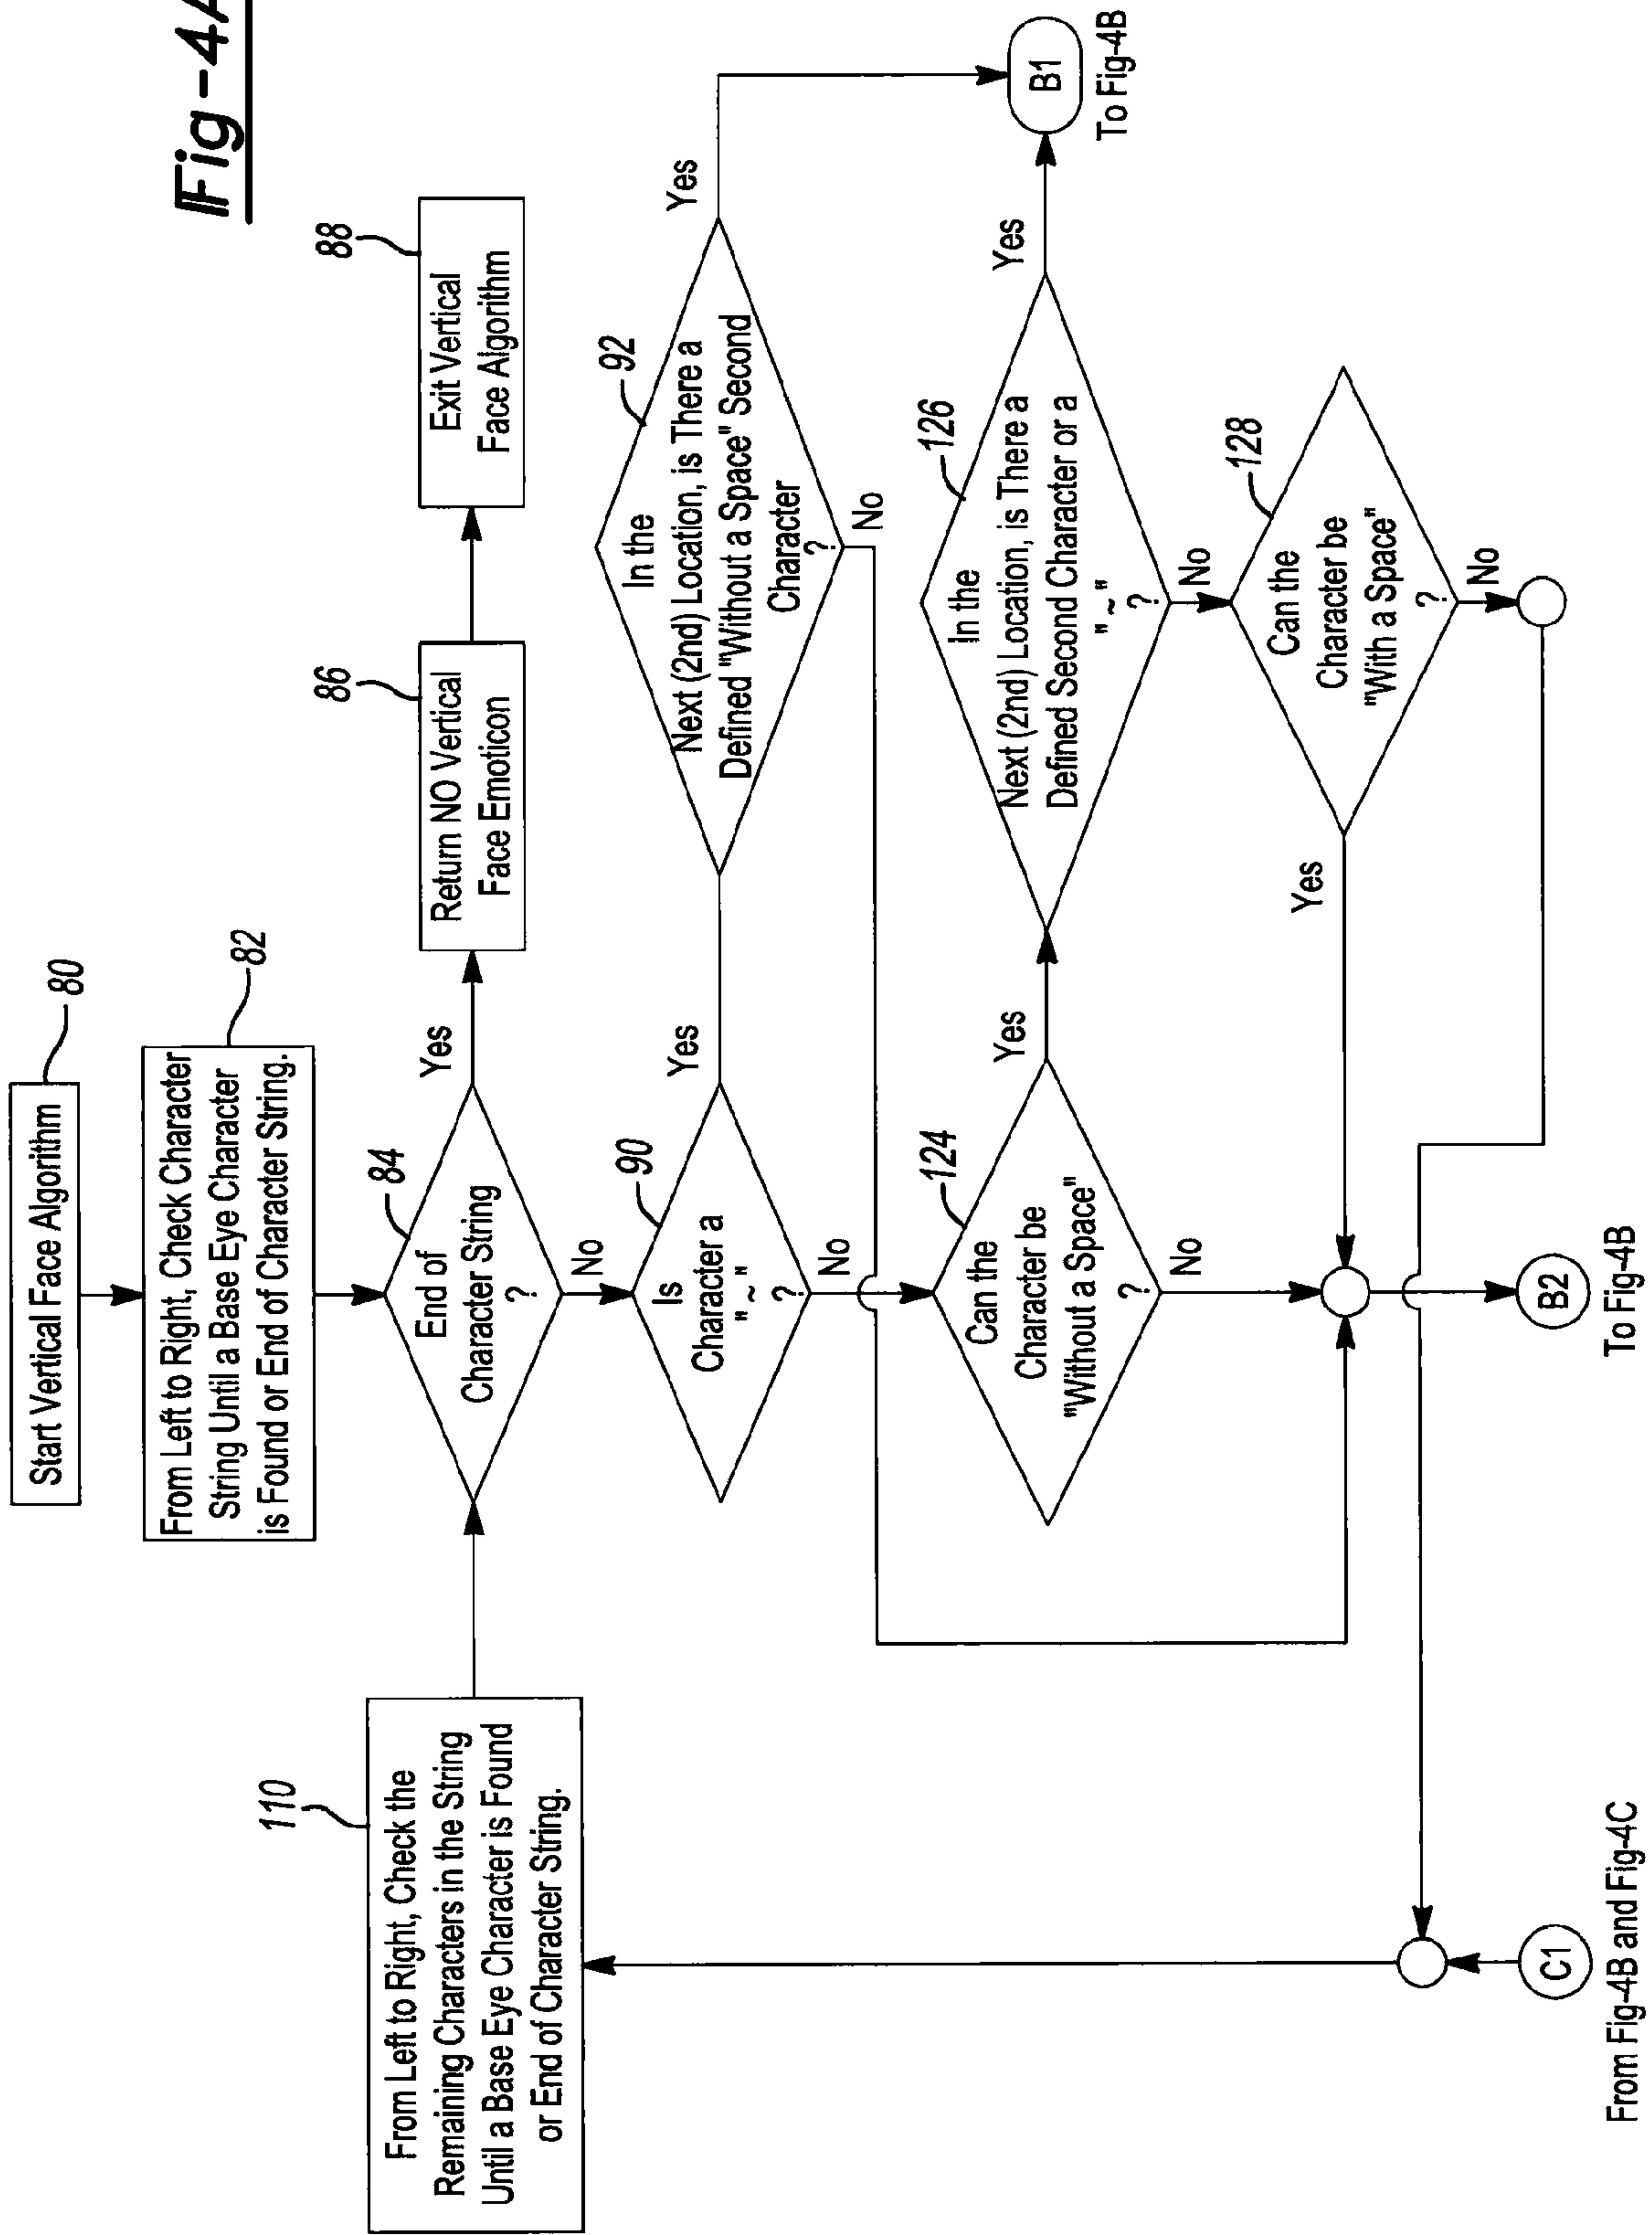 Fig-4A
Start Vertical Face Algorithm
80
From Left to Right, Check Character
String Until a Base Eye Character
is Found or End of Character String.
82
110
From Left to Right, Check the
Remaining Characters in the String
Until a Base Eye Character is Found
or End of Character String.
84
End of
Character String
?
Yes
No
86
Return NO Vertical
Face Emoticon
88
Exit Vertical
Face Algorithm
90
Is
Character a
"~"
?
Yes
No
92
In the
Next (2nd) Location, is There a
Defined "Without a Space" Second
Character
?
Yes
No
124
Can the
Character be
"Without a Space"
?
Yes
No
126
In the
Next (2nd) Location, is There a
Defined Second Character or a
"~"
?
Yes
No
B1
To Fig-4B
128
Can the
Character be
"With a Space"
?
Yes
No
C1
From Fig-4B and Fig-4C
B2
To Fig-4B